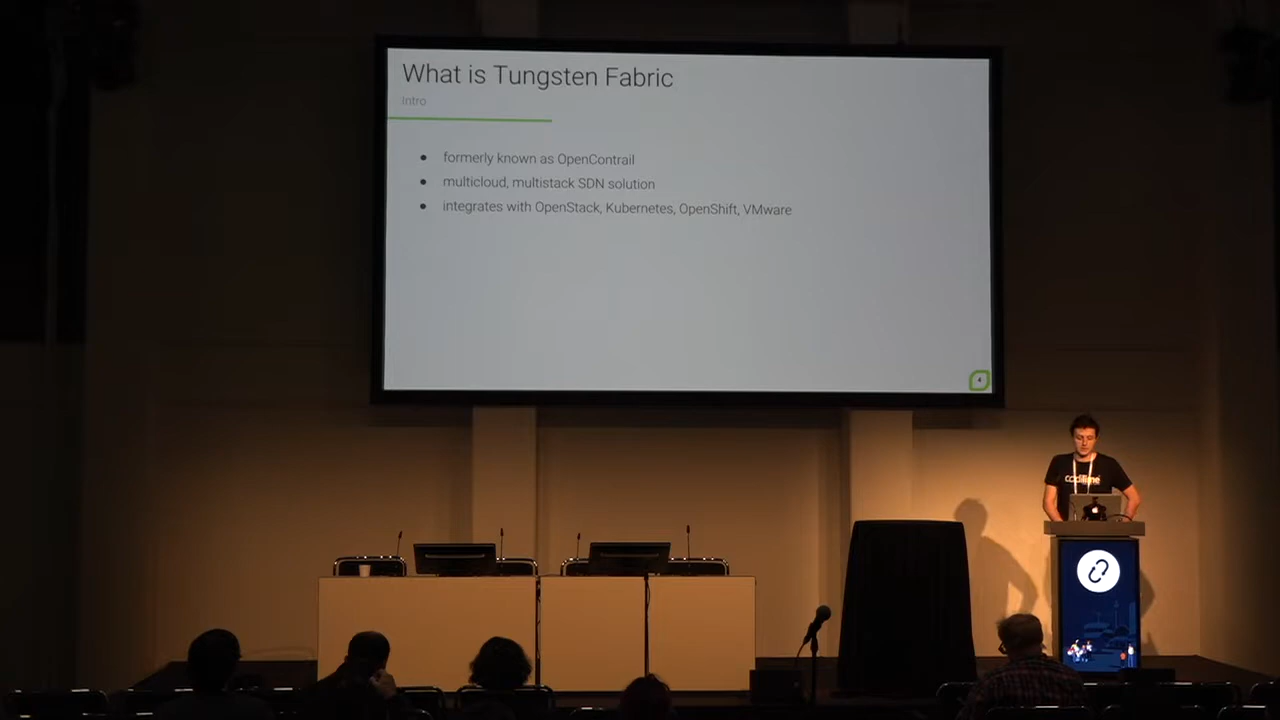 What is Tungsten Fabric
Intro
● formerly known as OpenContrail
● multicloud, multistack SDN solution
● integrates with OpenStack, Kubernetes, OpenShift, VMware
codilime